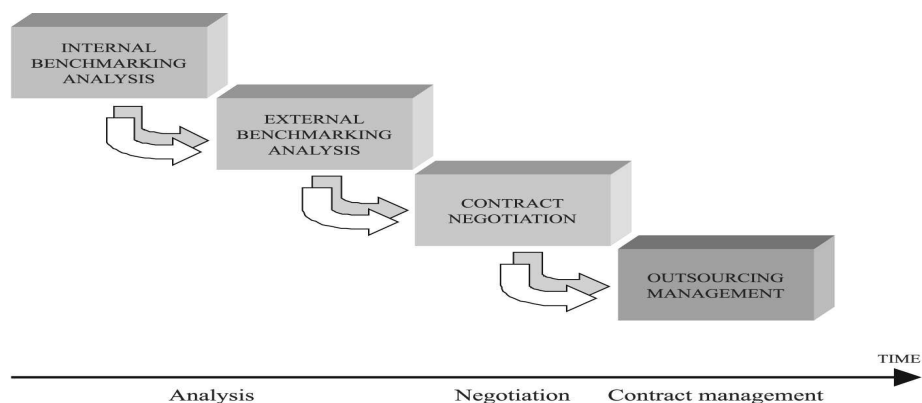 INTERNAL
BENCHMARKING
ANALYSIS
EXTERNAL
BENCHMARKING
ANALYSIS
CONTRACT
NEGOTIATION
OUTSOURCING
MANAGEMENT
TIME
Analysis
Negotiation
Contract management